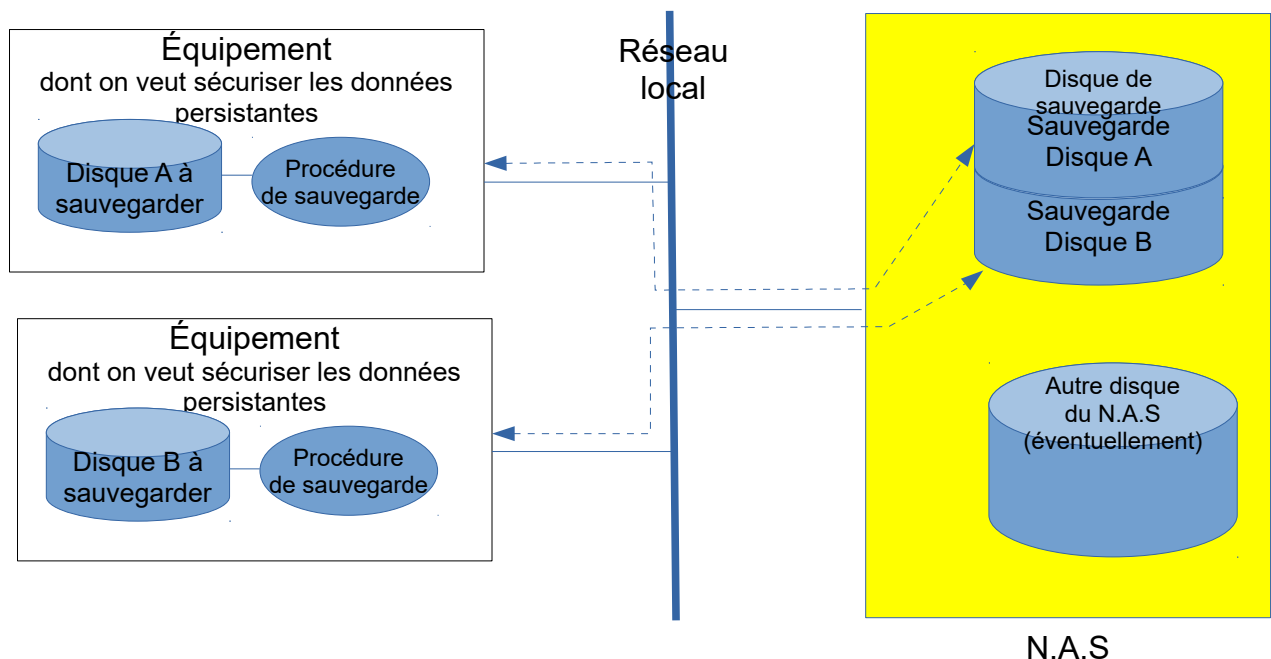 Équipement
dont on veut sécuriser les données
persistantes
Disque A à
sauvegarder
Procédure
de sauvegarde
Équipement
dont on veut sécuriser les données
persistantes
Disque B à
sauvegarder
Procédure
de sauvegarde
Réseau
local
Disque de
sauvegarde
Sauvegarde
Disque A
Sauvegarde
Disque B
Autre disque
du N.A.S
(éventuellement)
N.A.S